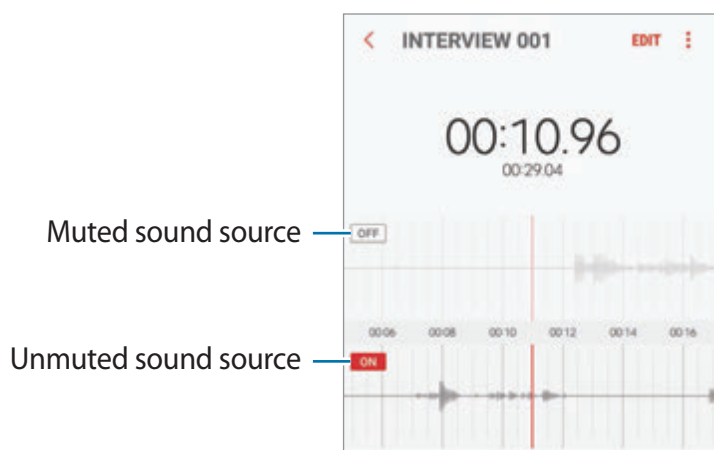 INTERVIEW 001 EDIT
00:10.96
00:29.04
Muted sound source OFF
00:06 00:08 00:10 00:12 00:14 00:16
Unmuted sound source ON